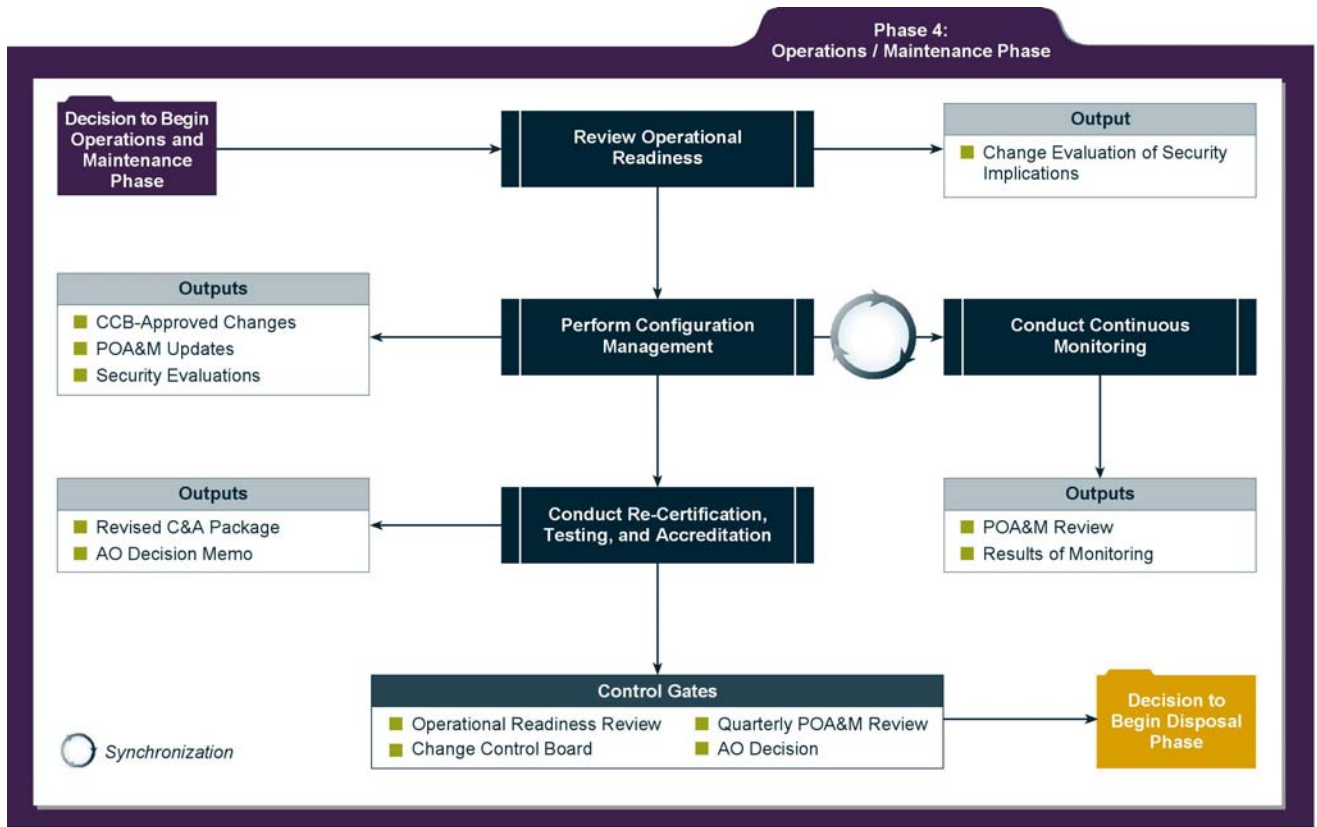 Phase 4:
Operations / Maintenance Phase
Decision to Begin
Operations and
Maintenance
Phase
Review Operational
Readiness
Output
Change Evaluation of Security
Implications
Outputs
CCB-Approved Changes
POA&M Updates
Security Evaluations
Perform Configuration
Management
Conduct Continuous
Monitoring
Outputs
Revised C&A Package
AO Decision Memo
Conduct Re-Certification,
Testing, and Accreditation
Outputs
POA&M Review
Results of Monitoring
Control Gates
Operational Readiness Review
Change Control Board
Quarterly POA&M Review
AO Decision
Decision to
Begin Disposal
Phase
Synchronization